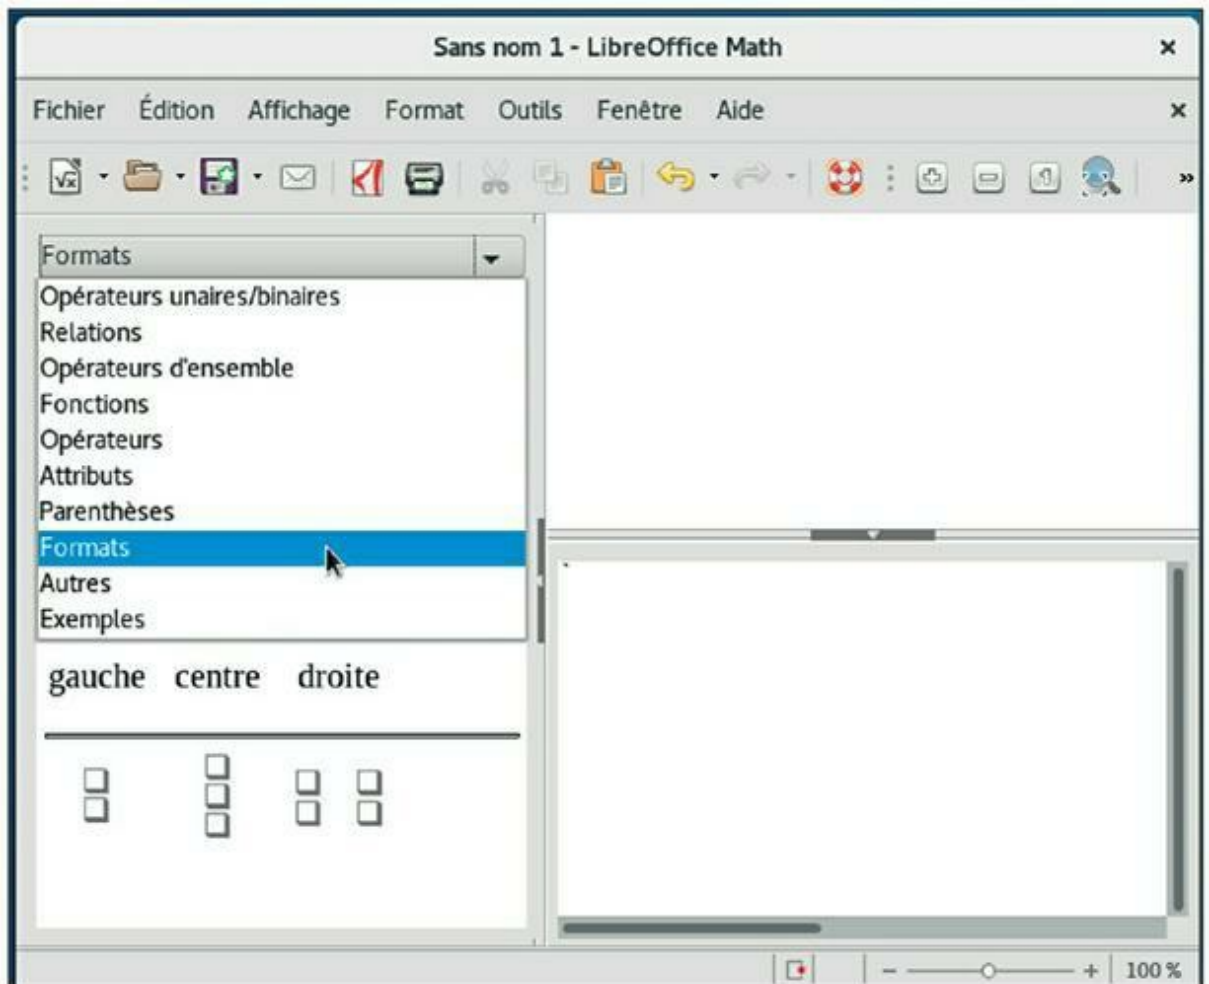 Sans nom 1 - LibreOffice Math
Fichier Édition Affichage Format Outils Fenêtre Aide
Formats
Opérateurs unaires/binaires
Relations
Opérateurs d'ensemble
Fonctions
Opérateurs
Attributs
Parenthèses
Formats
Autres
Exemples
gauche centre droite
100 %